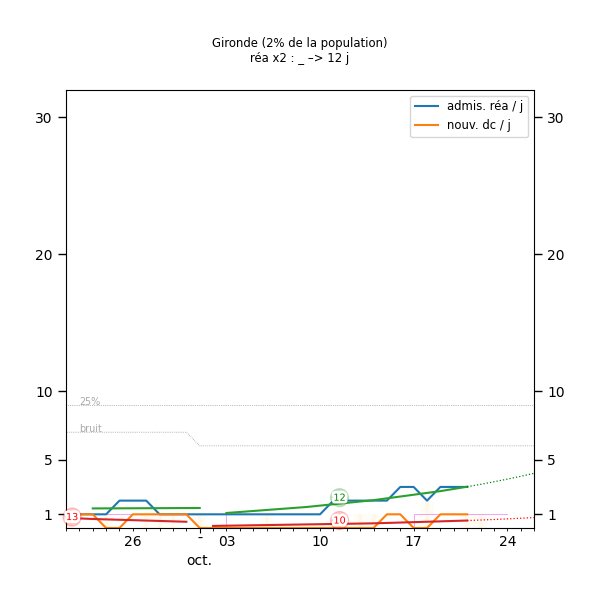 Gironde (2% de la population)
réa x2 : _ –> 12 j
admis. réa / j
nouv. dc / j
30 30
20 20
10 10
25%
bruit
5 5
12
13 10
1 1
26 - 03 10 17 24
oct.